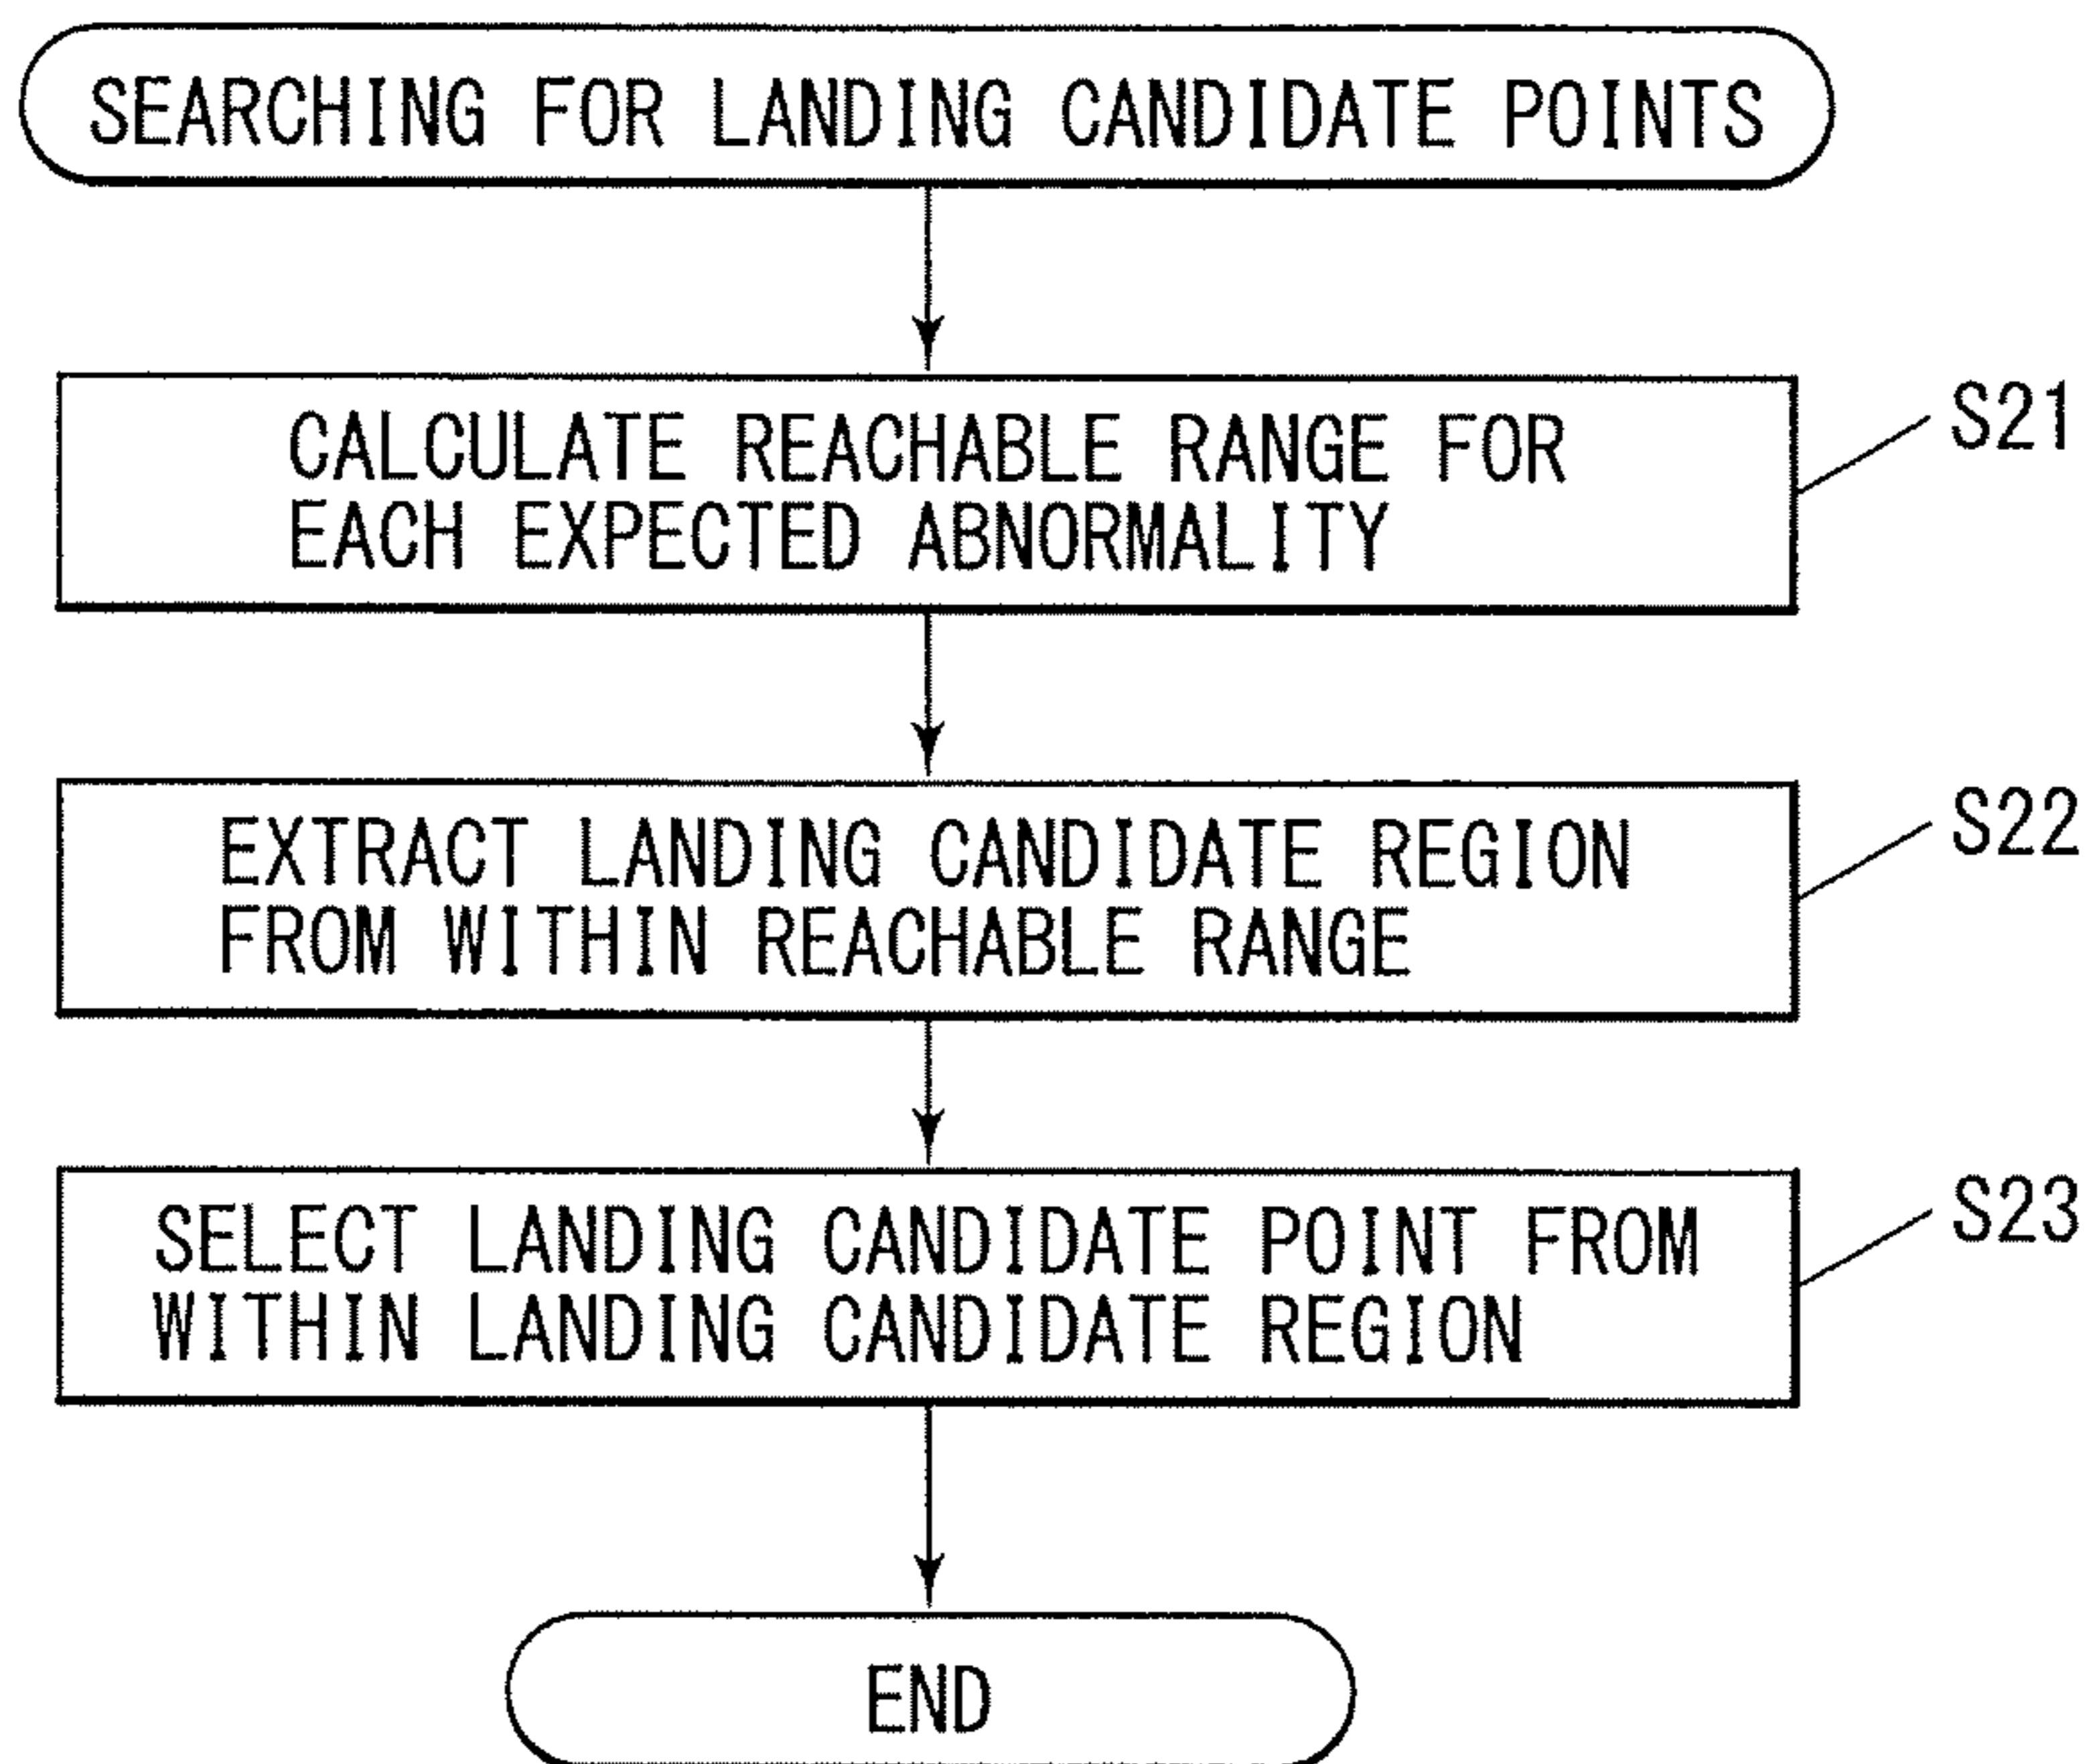 SEARCHING FOR LANDING CANDIDATE POINTS
CALCULATE REACHABLE RANGE FOR
EACH EXPECTED ABNORMALITY
S21
EXTRACT LANDING CANDIDATE REGION
FROM WITHIN REACHABLE RANGE
S22
SELECT LANDING CANDIDATE POINT FROM
WITHIN LANDING CANDIDATE REGION
S23
END